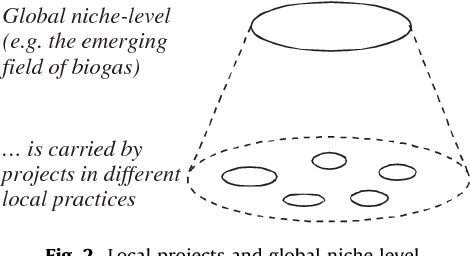 Global niche-level
(e.g. the emerging
field of biogas)
… is carried by
projects in different
local practices
Fig. 2. Local projects and global niche level